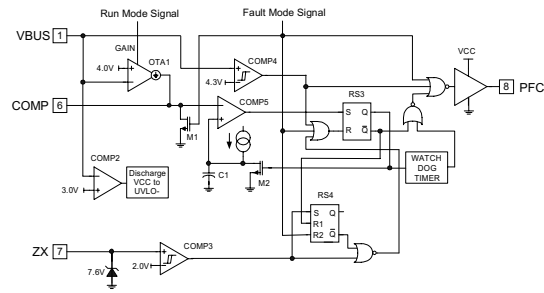 Run Mode Signal
Fault Mode Signal
VBUS 1
GAIN
OTA1
4.0V
COMP4
4.3V
VCC
8 PFC
COMP 6
COMP5
M1
RS3
S Q
R Q
C1
M2
WATCH
DOG
TIMER
COMP2
3.0V
Discharge
VCC to
UVLO-
RS4
S Q
R1
R2 Q
ZX 7
COMP3
2.0V
7.6V